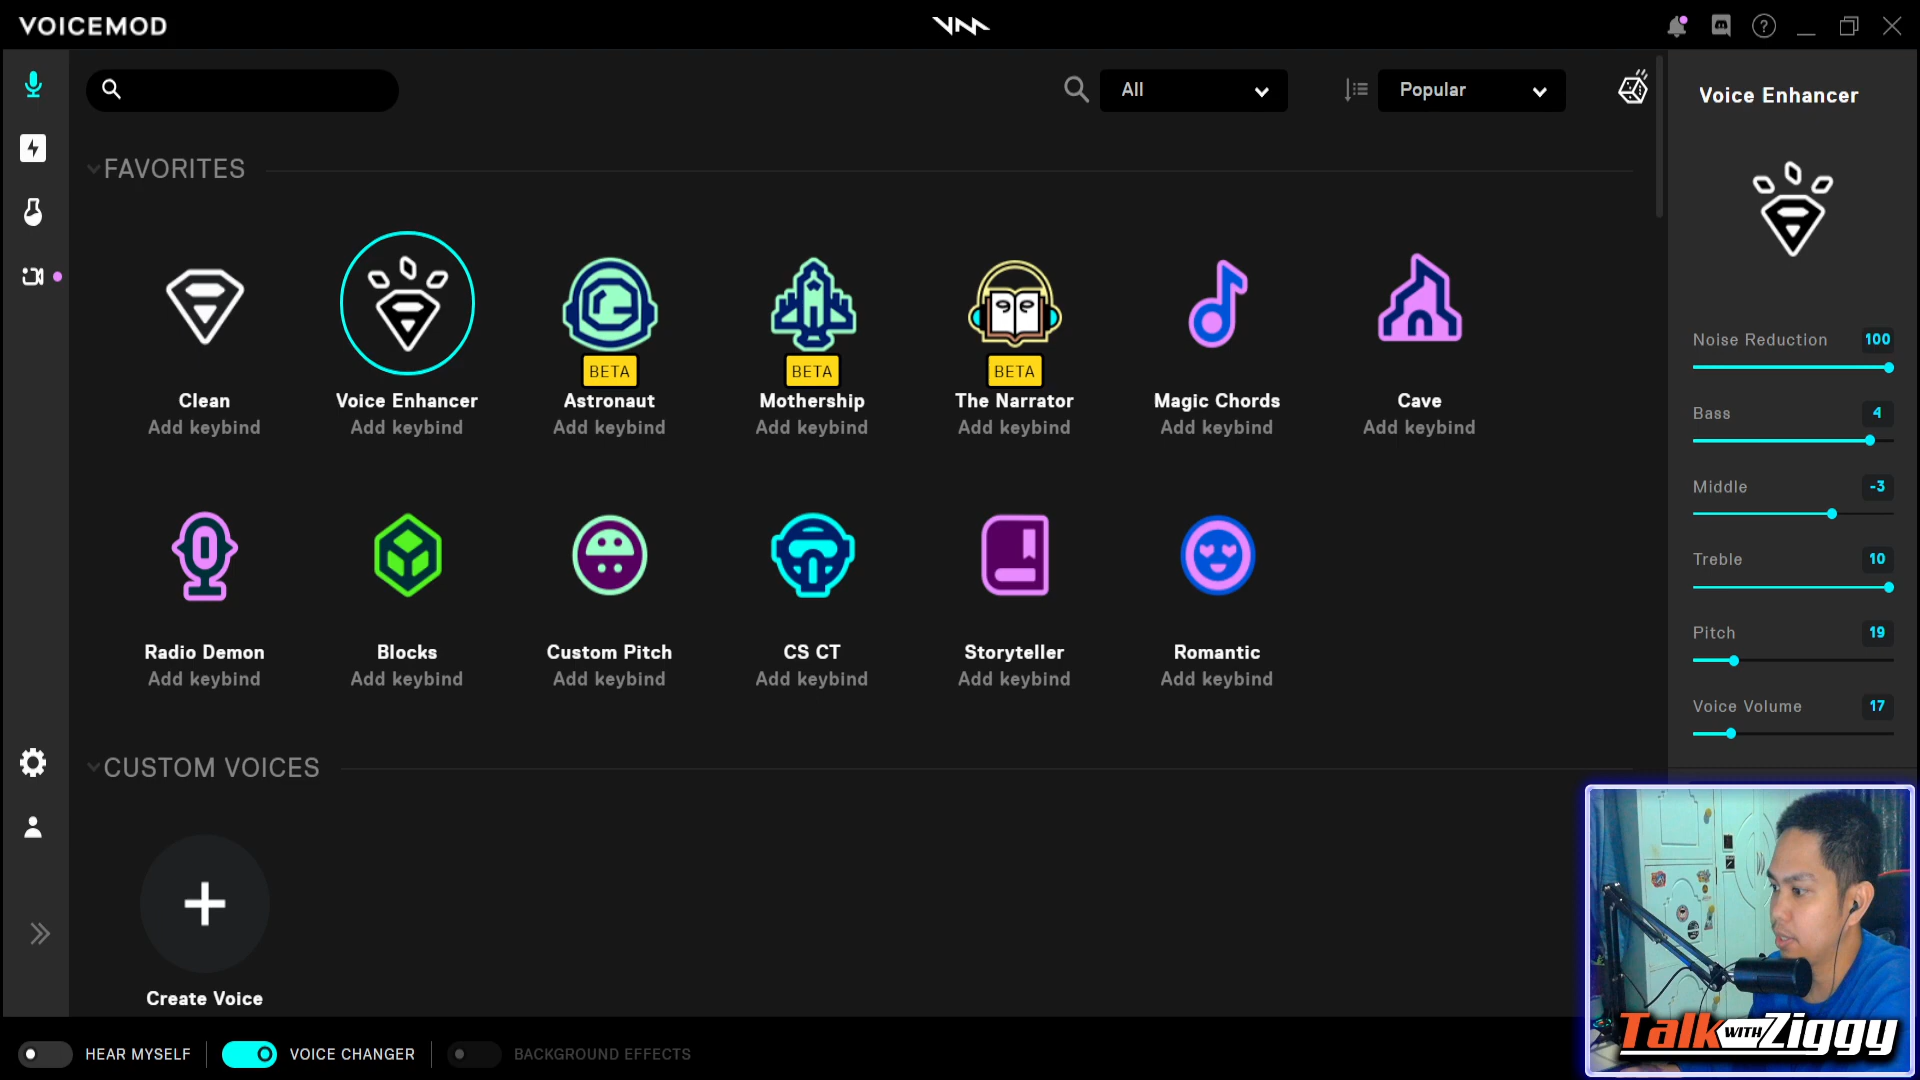 VOICEMOD
All
Popular
Voice Enhancer
FAVORITES
BETA
BETA
BETA
Clean
Voice Enhancer
Astronaut
Mothership
The Narrator
Magic Chords
Cave
Add keybind
Add keybind
Add keybind
Add keybind
Add keybind
Add keybind
Add keybind
Radio Demon
Blocks
Custom Pitch
CS CT
Storyteller
Romantic
Add keybind
Add keybind
Add keybind
Add keybind
Add keybind
Add keybind
Noise Reduction 100
Bass 4
Middle -3
Treble 10
Pitch 19
Voice Volume 17
CUSTOM VOICES
Create Voice
HEAR MYSELF
VOICE CHANGER
BACKGROUND EFFECTS
Talk WITH Ziggy